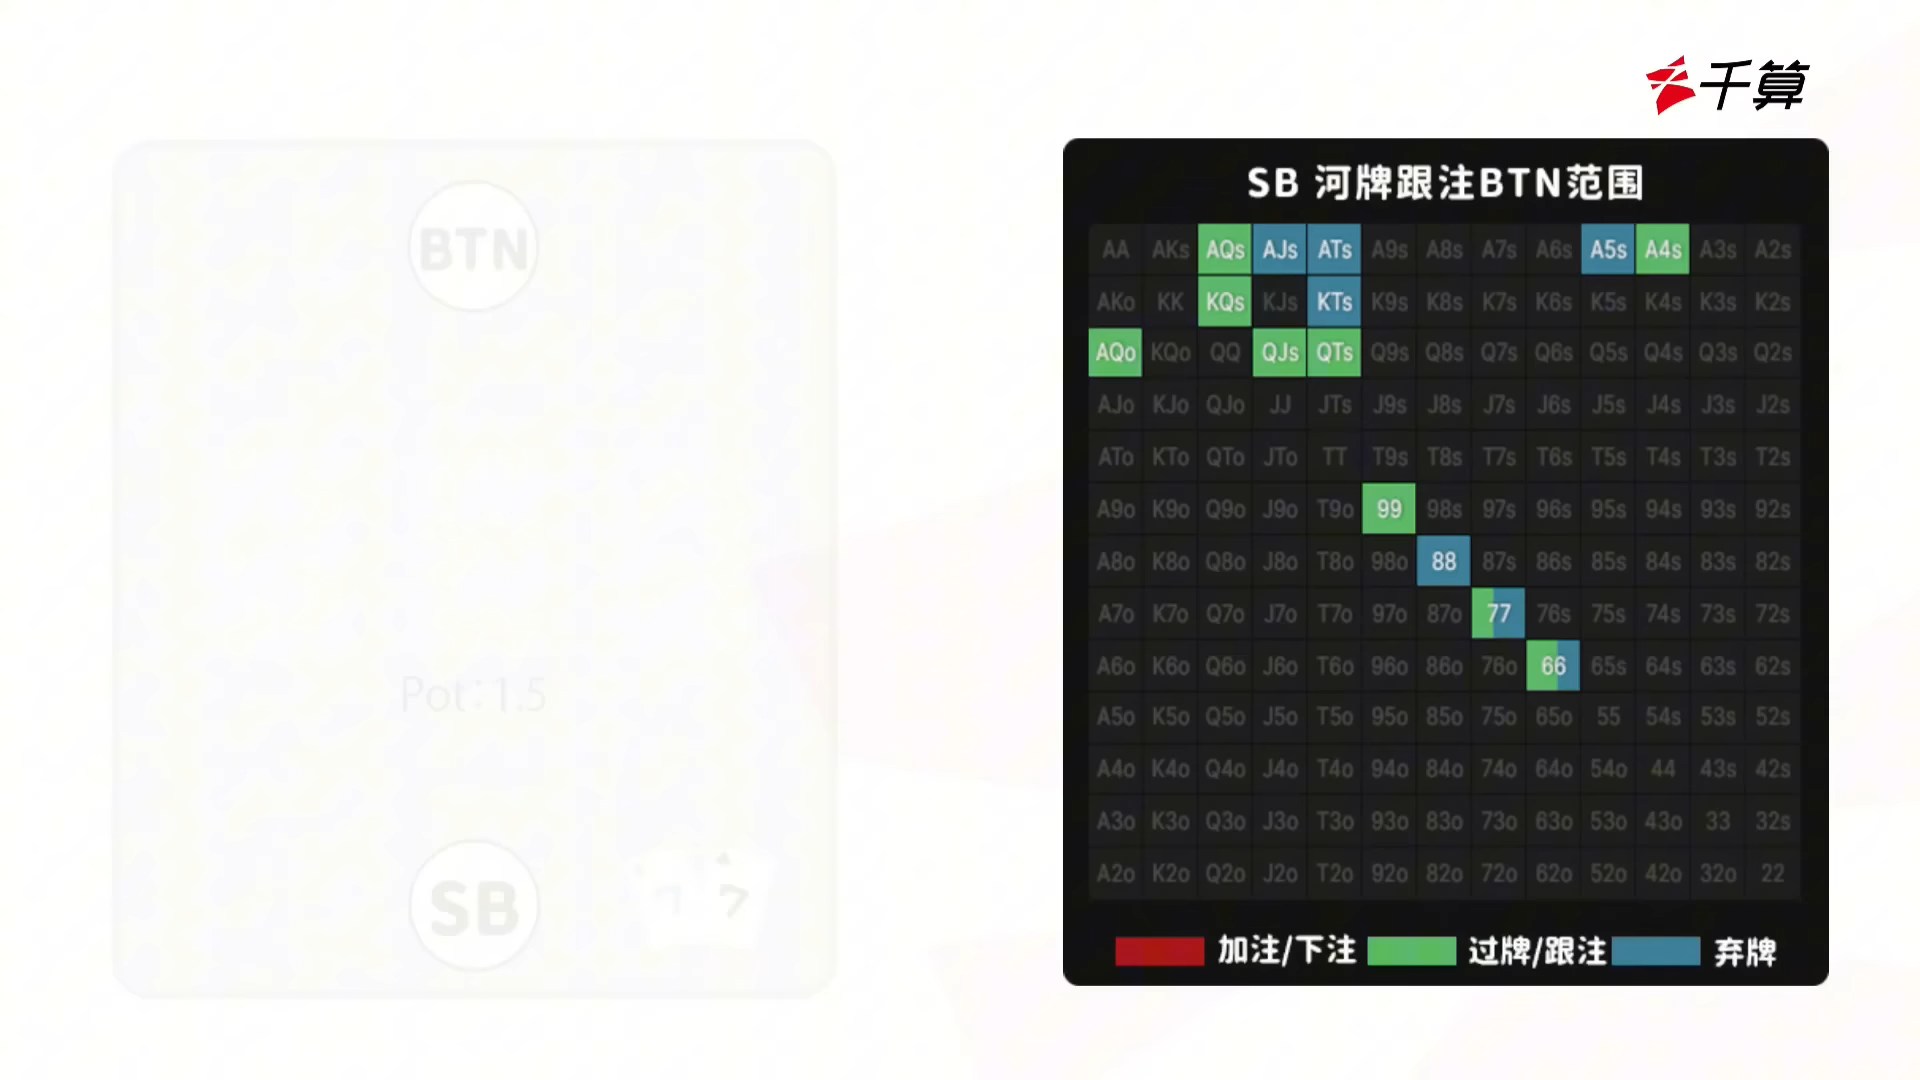 千算
BTN
Pot: 1.5
SB
7 7
SB 河牌跟注BTN范围
AA AKs AQs AJs ATs A9s A8s A7s A6s A5s A4s A3s A2s
AKo KK KQs KJs KTs K9s K8s K7s K6s K5s K4s K3s K2s
AQo KQo QQ QJs QTs Q9s Q8s Q7s Q6s Q5s Q4s Q3s Q2s
AJo KJo QJo JJ JTs J9s J8s J7s J6s J5s J4s J3s J2s
ATo KTo QTo JTo TT T9s T8s T7s T6s T5s T4s T3s T2s
A9o K9o Q9o J9o T9o 99 98s 97s 96s 95s 94s 93s 92s
A8o K8o Q8o J8o T8o 98o 88 87s 86s 85s 84s 83s 82s
A7o K7o Q7o J7o T7o 97o 87o 77 76s 75s 74s 73s 72s
A6o K6o Q6o J6o T6o 96o 86o 76o 66 65s 64s 63s 62s
A5o K5o Q5o J5o T5o 95o 85o 75o 65o 55 54s 53s 52s
A4o K4o Q4o J4o T4o 94o 84o 74o 64o 54o 44 43s 42s
A3o K3o Q3o J3o T3o 93o 83o 73o 63o 53o 43o 33 32s
A2o K2o Q2o J2o T2o 92o 82o 72o 62o 52o 42o 32o 22
加注/下注 过牌/跟注 弃牌